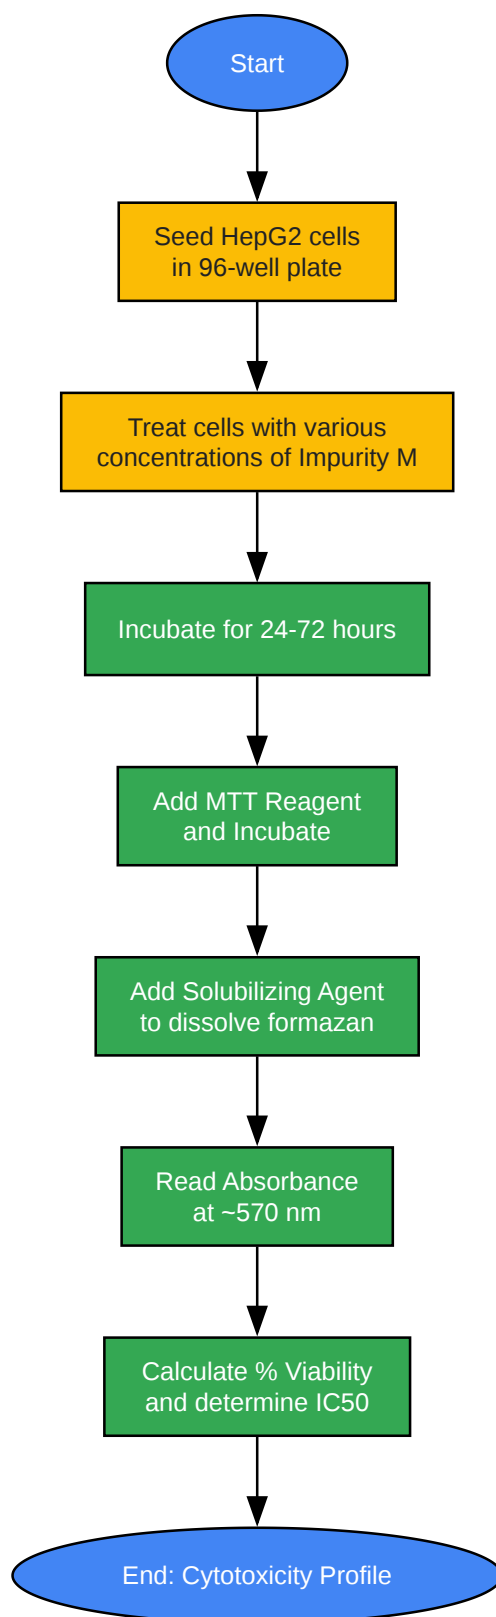 Start
Seed HepG2 cells
in 96-well plate
Treat cells with various
concentrations of Impurity M
Incubate for 24-72 hours
Add MTT Reagent
and Incubate
Add Solubilizing Agent
to dissolve formazan
Read Absorbance
at ~570 nm
Calculate % Viability
and determine IC50
End: Cytotoxicity Profile